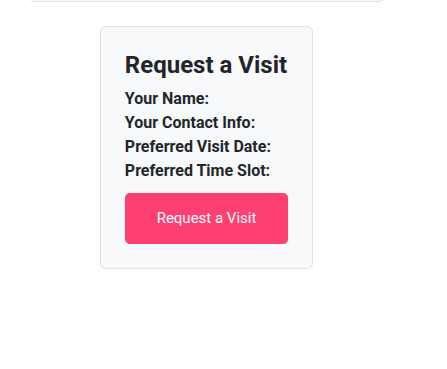 Request a Visit
Your Name:
Your Contact Info:
Preferred Visit Date:
Preferred Time Slot:
Request a Visit